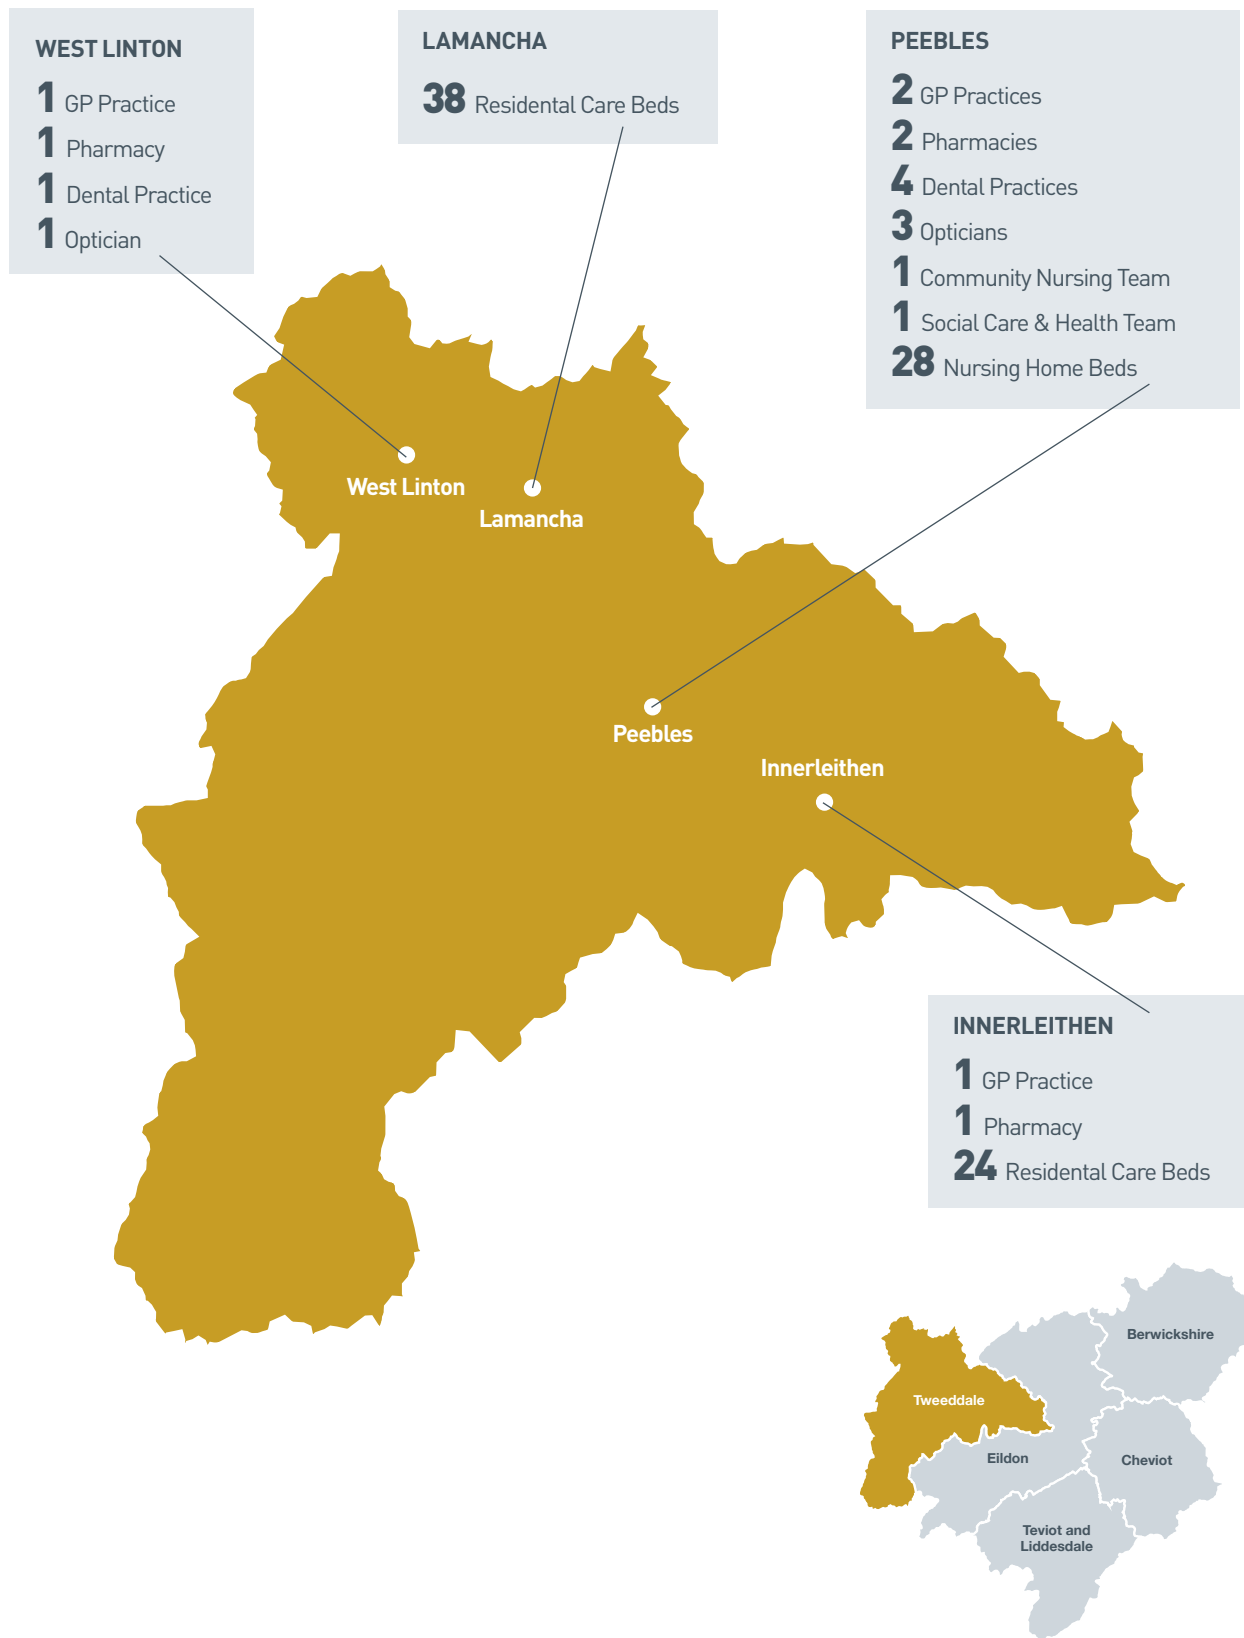 WEST LINTON
1 GP Practice
1 Pharmacy
1 Dental Practice
1 Optician
LAMANCHA
38 Residental Care Beds
PEEBLES
2 GP Practices
2 Pharmacies
4 Dental Practices
3 Opticians
1 Community Nursing Team
1 Social Care & Health Team
28 Nursing Home Beds
West Linton
Lamancha
Peebles
Innerleithen
INNERLEITHEN
1 GP Practice
1 Pharmacy
24 Residental Care Beds
Berwickshire
Tweeddale
Eildon
Cheviot
Teviot and
Liddesdale